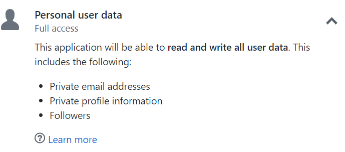 Personal user data
Full access
This application will be able to read and write all user data. This
includes the following:
• Private email addresses
• Private profile information
• Followers
Learn more